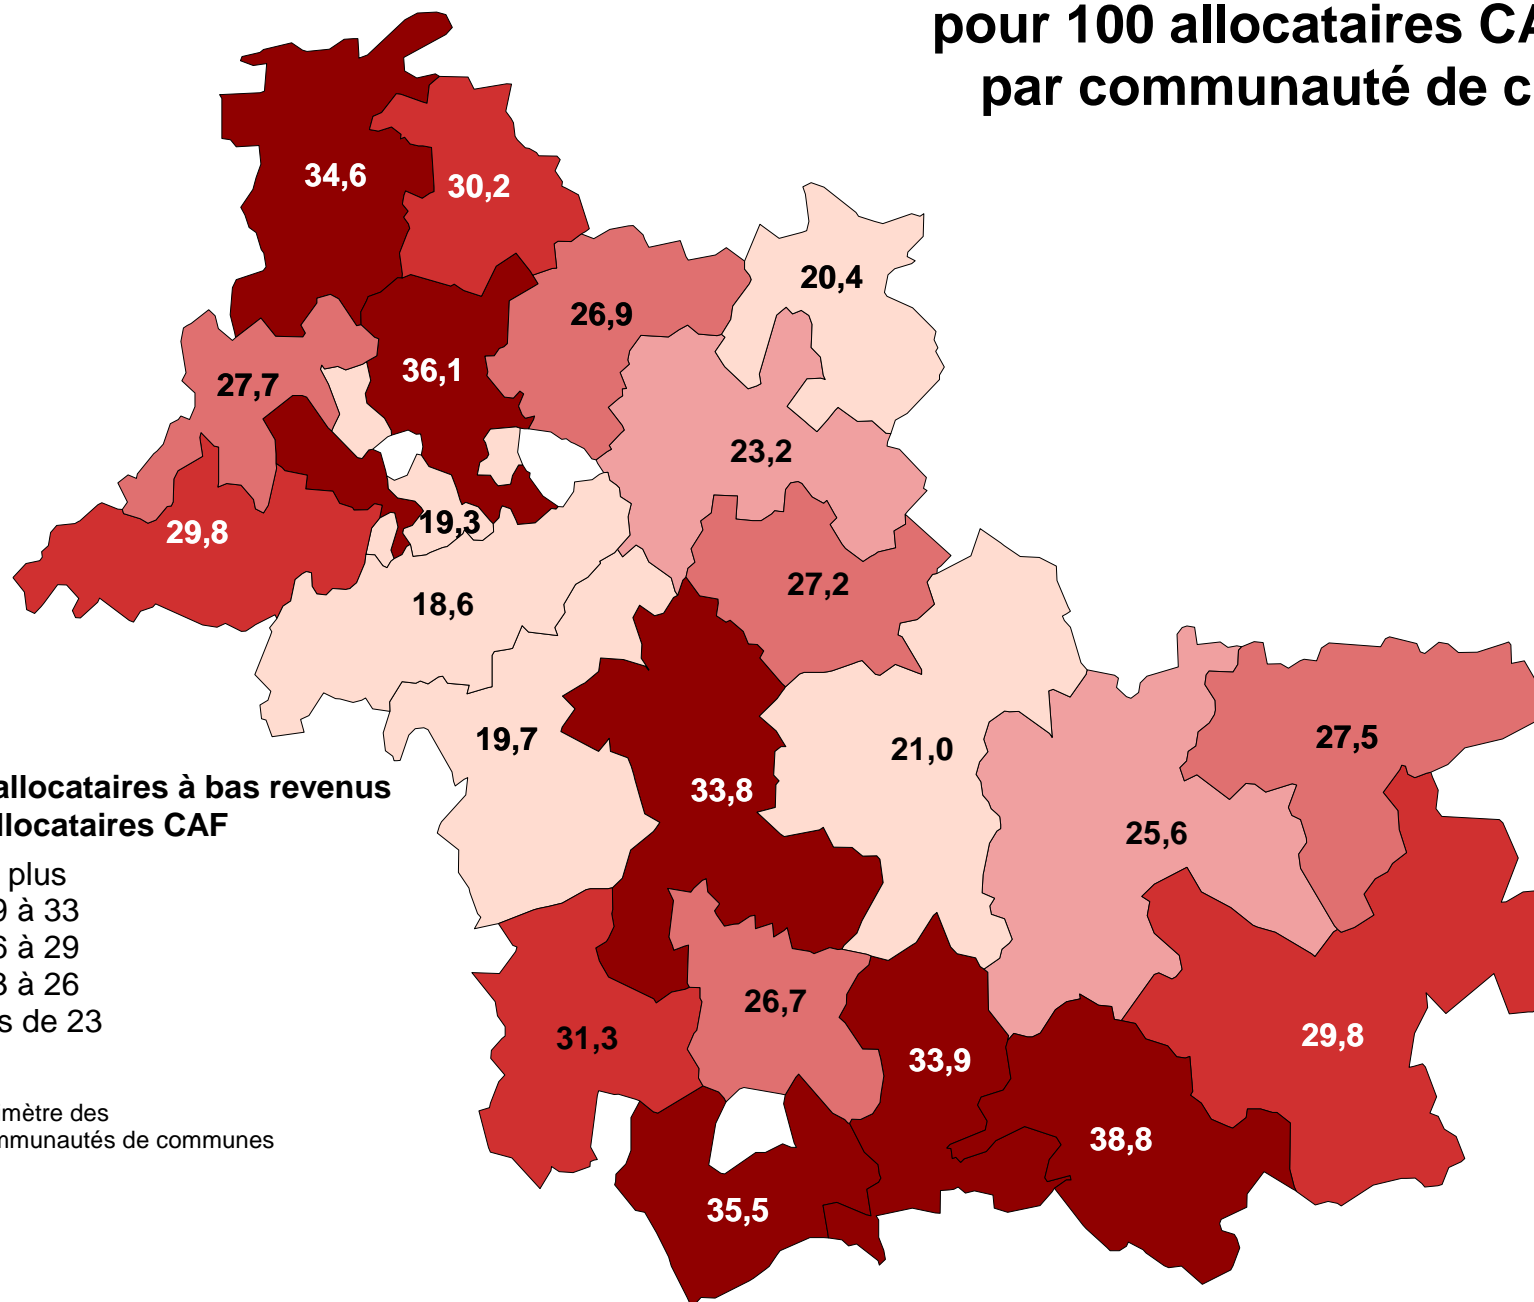 pour 100 allocataires CA
par communauté de c
34,6
30,2
20,4
26,9
36,1
27,7
23,2
19,3
29,8
27,2
18,6
19,7
21,0
27,5
33,8
25,6
allocataires à bas revenus
llocataires CAF
plus
9 à 33
6 à 29
3 à 26
s de 23
26,7
31,3
33,9
29,8
mètre des
mmunautés de communes
38,8
35,5